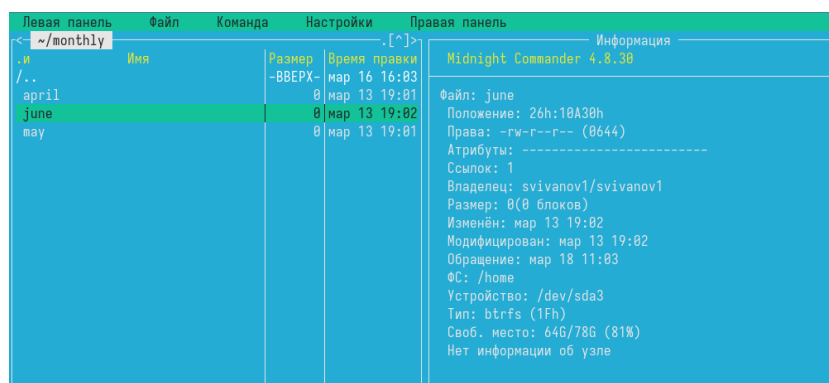 Левая панель Файл Команда Настройки Правая панель
<- ~/monthly .[^]>
.и Имя Размер Время правки
/.. -ВВЕРХ- мар 16 16:03
april 0 мар 13 19:01
june 0 мар 13 19:02
may 0 мар 13 19:01
Информация
Midnight Commander 4.8.30
Файл: june
Положение: 26h:10A30h
Права: -rw-r--r-- (0644)
Атрибуты: -------------------------
Ссылок: 1
Владелец: svivanov1/svivanov1
Размер: 0(0 блоков)
Изменён: мар 13 19:02
Модифицирован: мар 13 19:02
Обращение: мар 18 11:03
ФС: /home
Устройство: /dev/sda3
Тип: btrfs (1Fh)
Своб. место: 64G/78G (81%)
Нет информации об узле